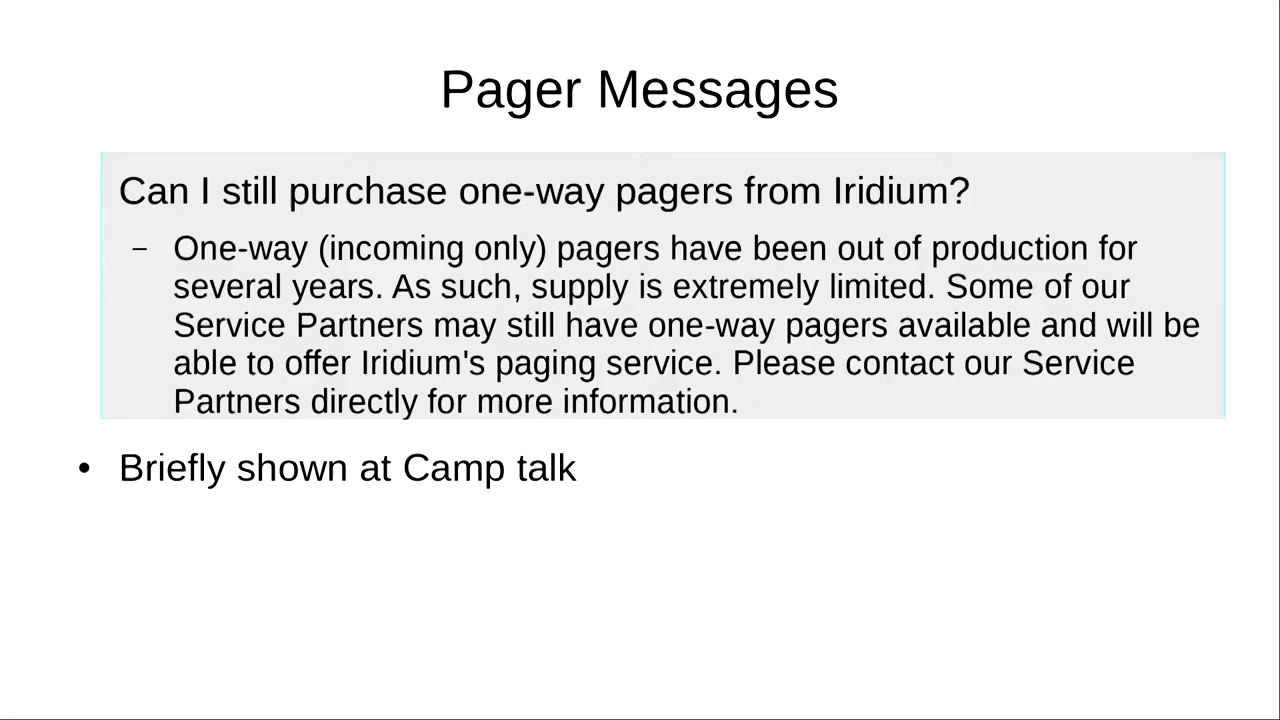 Pager Messages
Can I still purchase one-way pagers from Iridium?
– One-way (incoming only) pagers have been out of production for
several years. As such, supply is extremely limited. Some of our
Service Partners may still have one-way pagers available and will be
able to offer Iridium's paging service. Please contact our Service
Partners directly for more information.
• Briefly shown at Camp talk